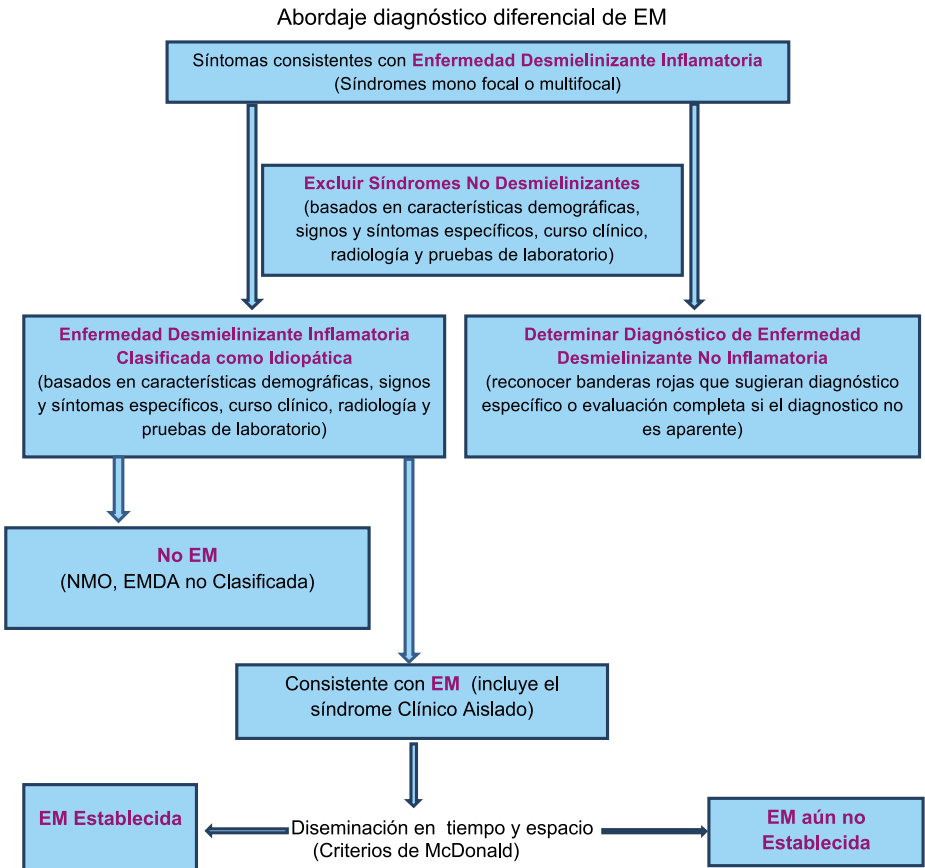 Abordaje diagnóstico diferencial de EM
Síntomas consistentes con Enfermedad Desmielinizante Inflamatoria
(Síndromes mono focal o multifocal)
Excluir Síndromes No Desmielinizantes
(basados en características demográficas,
signos y síntomas específicos, curso clínico,
radiología y pruebas de laboratorio)
Enfermedad Desmielinizante Inflamatoria
Clasificada como Idiopática
(basados en características demográficas, signos
y síntomas específicos, curso clínico, radiología y
pruebas de laboratorio)
Determinar Diagnóstico de Enfermedad
Desmielinizante No Inflamatoria
(reconocer banderas rojas que sugieran diagnóstico
específico o evaluación completa si el diagnostico no
es aparente)
No EM
(NMO, EMDA no Clasificada)
Consistente con EM (incluye el
síndrome Clínico Aislado)
EM Establecida
Diseminación en tiempo y espacio
(Criterios de McDonald)
EM aún no
Establecida